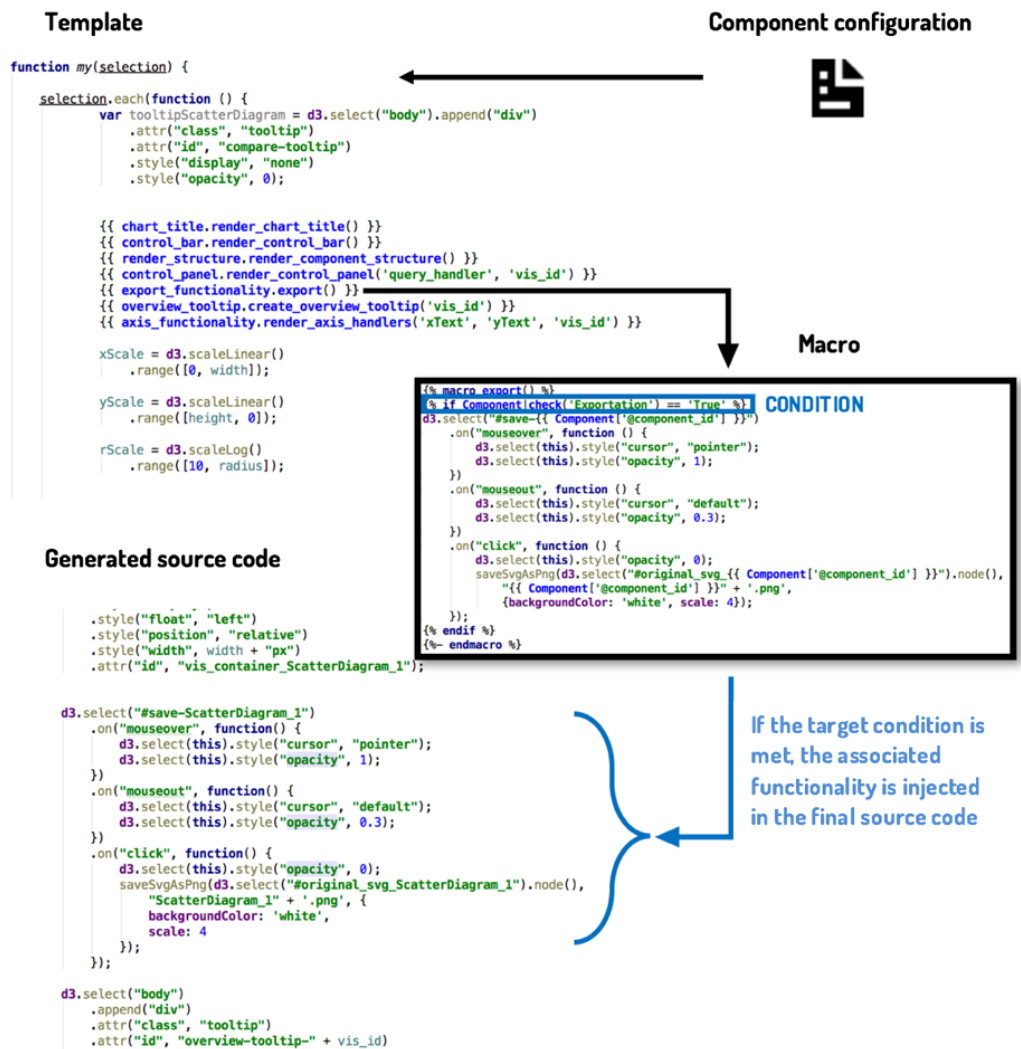 Template
Component configuration
function my(selection) {
selection.each(function () {
var tooltipScatterDiagram = d3.select("body").append("div")
.attr("class", "tooltip")
.attr("id", "compare-tooltip")
.style("display", "none")
.style("opacity", 0);
{{ chart_title.render_chart_title() }}
{{ control_bar.render_control_bar() }}
{{ render_structure.render_component_structure() }}
{{ control_panel.render_control_panel('query_handler', 'vis_id') }}
{{ export_functionality.export() }}
{{ overview_tooltip.create_overview_tooltip('vis_id') }}
{{ axis_functionality.render_axis_handlers('xText', 'yText', 'vis_id') }}
xScale = d3.scaleLinear()
.range([0, width]);
yScale = d3.scaleLinear()
.range([height, 0]);
rScale = d3.scaleLog()
.range([10, radius]);
Macro
{% macro export() %}
{% if Component|check('Exportation') == 'True' %}
CONDITION
d3.select("#save-{{ Component['@component_id'] }}")
.on("mouseover", function () {
d3.select(this).style("cursor", "pointer");
d3.select(this).style("opacity", 1);
})
.on("mouseout", function () {
d3.select(this).style("cursor", "default");
d3.select(this).style("opacity", 0.3);
})
.on("click", function () {
d3.select(this).style("opacity", 0);
saveSvgAsPng(d3.select("#original_svg_{{ Component['@component_id'] }}").node(),
"{{ Component['@component_id'] }}" + '.png',
{backgroundColor: 'white', scale: 4});
});
{% endif %}
{%- endmacro %}
Generated source code
.style("float", "left")
.style("position", "relative")
.style("width", width + "px")
.attr("id", "vis_container_ScatterDiagram_1");
d3.select("#save-ScatterDiagram_1")
.on("mouseover", function() {
d3.select(this).style("cursor", "pointer");
d3.select(this).style("opacity", 1);
})
.on("mouseout", function() {
d3.select(this).style("cursor", "default");
d3.select(this).style("opacity", 0.3);
})
.on("click", function() {
d3.select(this).style("opacity", 0);
saveSvgAsPng(d3.select("#original_svg_ScatterDiagram_1").node(),
"ScatterDiagram_1" + '.png', {
backgroundColor: 'white',
scale: 4
});
});
d3.select("body")
.append("div")
.attr("class", "tooltip")
.attr("id", "overview-tooltip-" + vis_id)
If the target condition is
met, the associated
functionality is injected
in the final source code